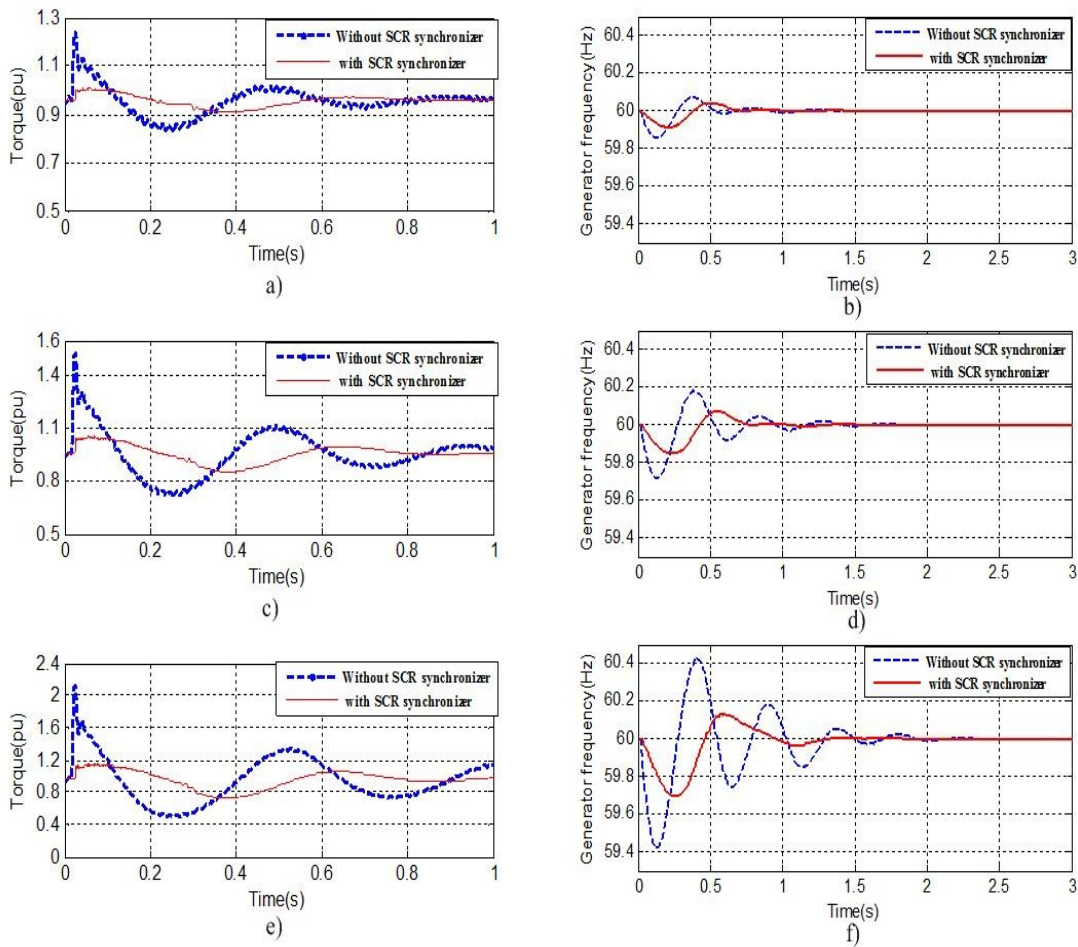 Torque(pu)
1.3
1.1
0.9
0.7
0.5
Without SCR synchronizer
with SCR synchronizer
0 0.2 0.4 0.6 0.8 1
Time(s)
a)
Generator frequency(Hz)
60.4
60.2
60
59.8
59.6
59.4
Without SCR synchronizer
with SCR synchronizer
0 0.5 1 1.5 2 2.5 3
Time(s)
b)
Torque(pu)
1.6
1.4
1.1
0.8
0.5
Without SCR synchronizer
with SCR synchronizer
0 0.2 0.4 0.6 0.8 1
Time(s)
c)
Generator frequency(Hz)
60.4
60.2
60
59.8
59.6
59.4
Without SCR synchronizer
with SCR synchronizer
0 0.5 1 1.5 2 2.5 3
Time(s)
d)
Torque(pu)
2.4
2
1.6
1.2
0.8
0.4
0
Without SCR synchronizer
with SCR synchronizer
0 0.2 0.4 0.6 0.8 1
Time(s)
e)
Generator frequency(Hz)
60.4
60.2
60
59.8
59.6
59.4
Without SCR synchronizer
with SCR synchronizer
0 0.5 1 1.5 2 2.5 3
Time(s)
f)